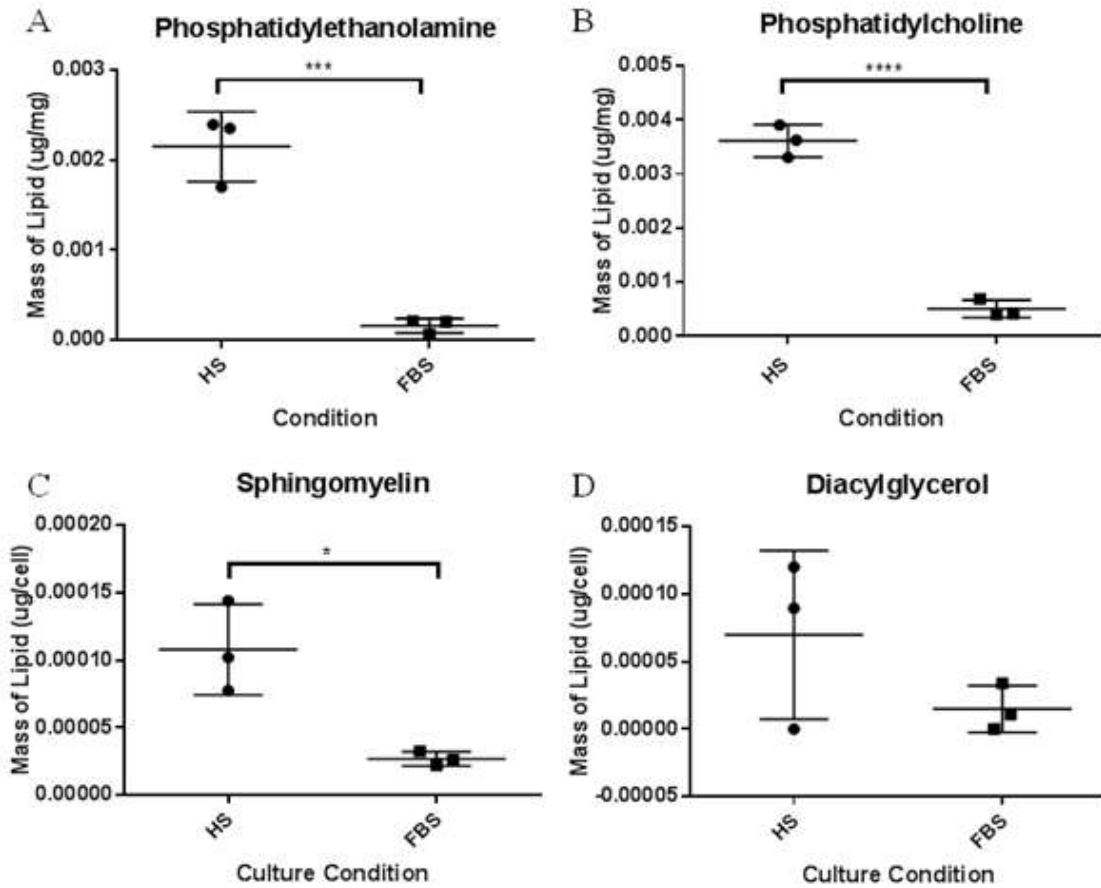 A
Phosphatidylethanolamine
***
Mass of Lipid (ug/mg)
0.003
0.002
0.001
0.000
HS
FBS
Condition
B
Phosphatidylcholine
****
Mass of Lipid (ug/mg)
0.005
0.004
0.003
0.002
0.001
0.000
HS
FBS
Condition
C
Sphingomyelin
*
Mass of Lipid (ug/cell)
0.00020
0.00015
0.00010
0.00005
0.00000
HS
FBS
Culture Condition
D
Diacylglycerol
Mass of Lipid (ug/cell)
0.00015
0.00010
0.00005
0.00000
-0.00005
HS
FBS
Culture Condition